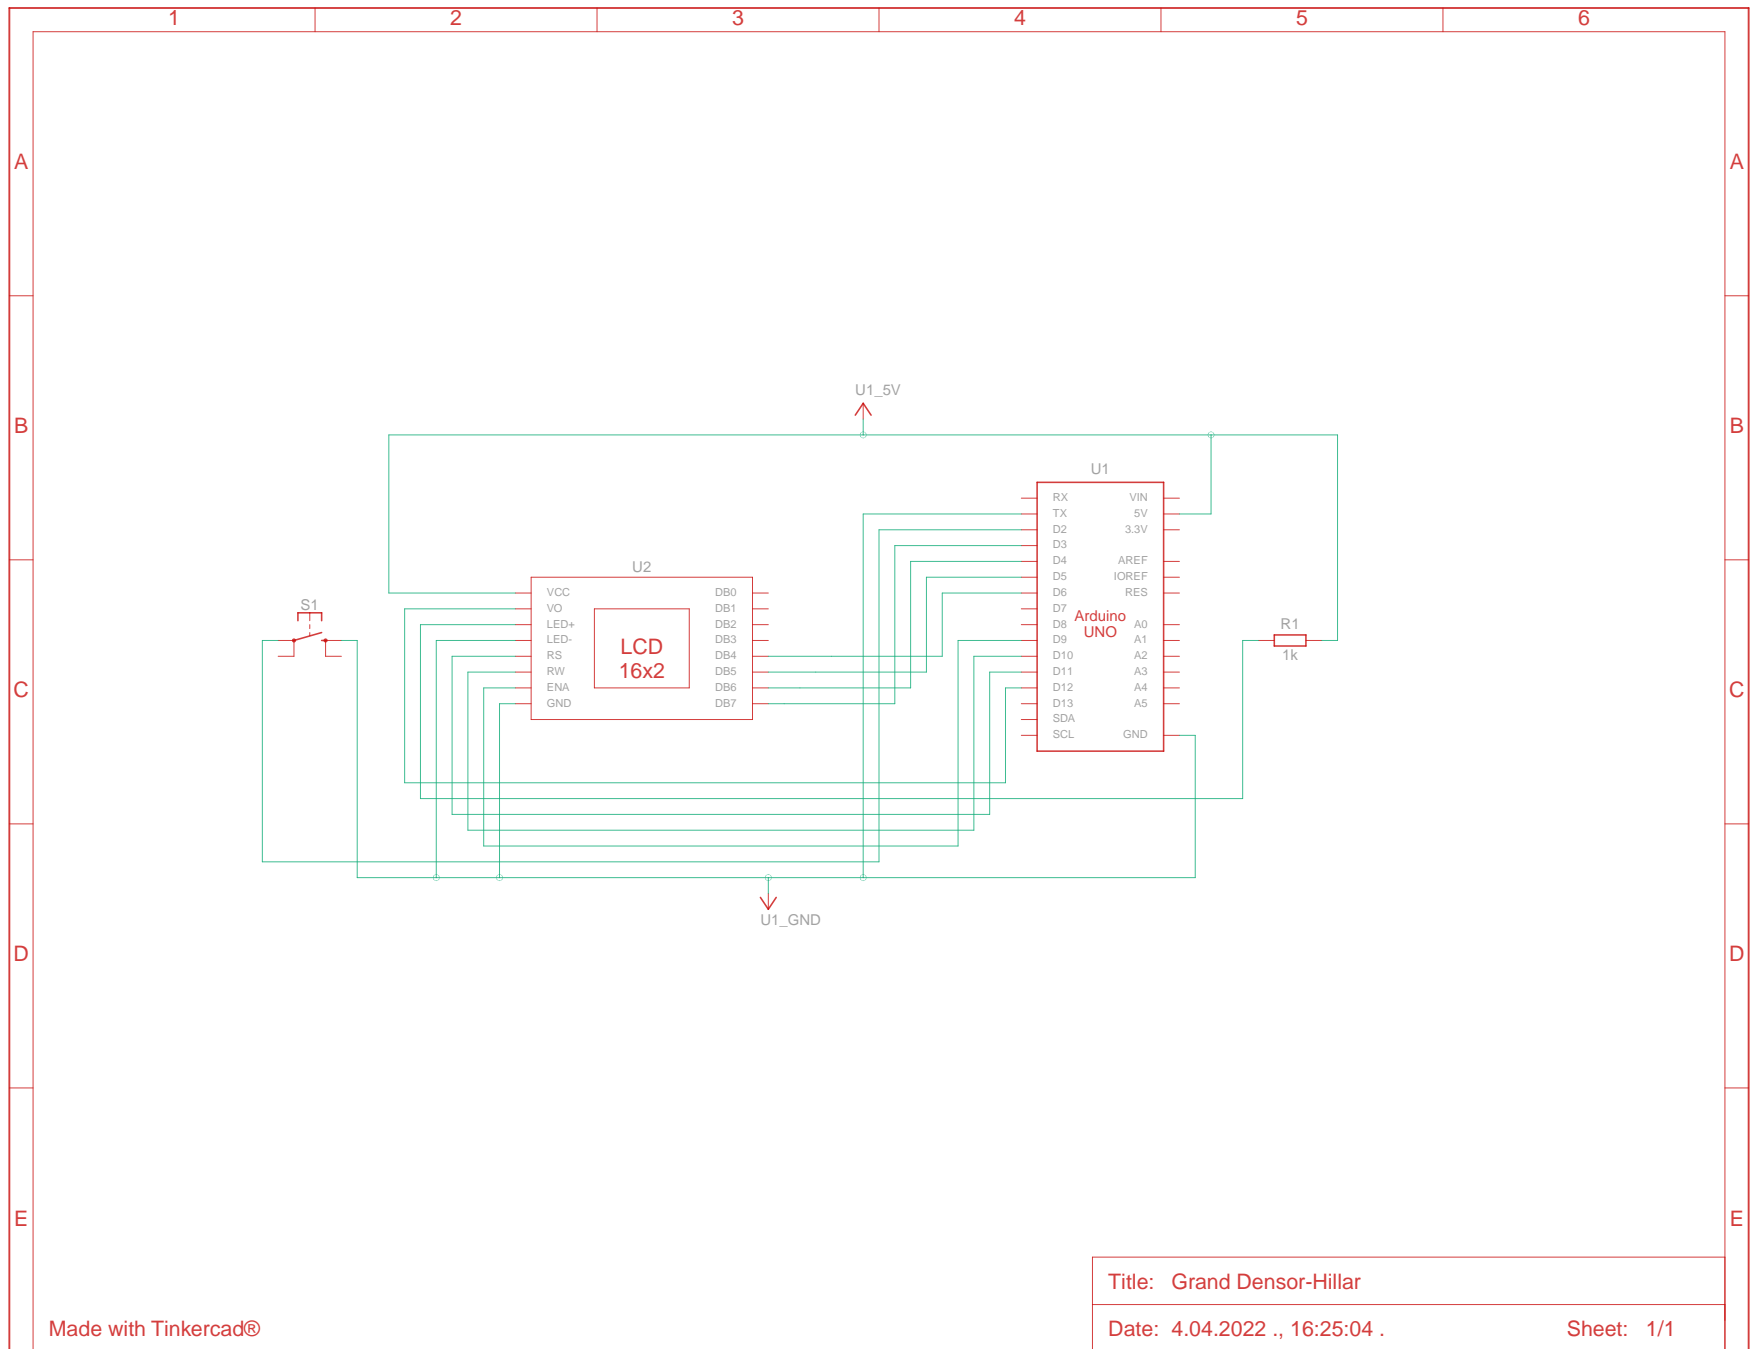 1 2 3 4 5 6
A A
B B
C C
D D
E E
U1_5V
U1
RX VIN
TX 5V
D2 3.3V
D3
D4 AREF
D5 IOREF
D6 RES
D7
D8 A0
D9 A1
D10 A2
D11 A3
D12 A4
D13 A5
SDA
SCL GND
Arduino
UNO
U2
VCC DB0
VO DB1
LED+ DB2
LED- DB3
RS DB4
RW DB5
ENA DB6
GND DB7
LCD
16x2
S1
R1
1k
U1_GND
Title: Grand Densor-Hillar
Date: 4.04.2022 ., 16:25:04 . Sheet: 1/1
Made with Tinkercad®